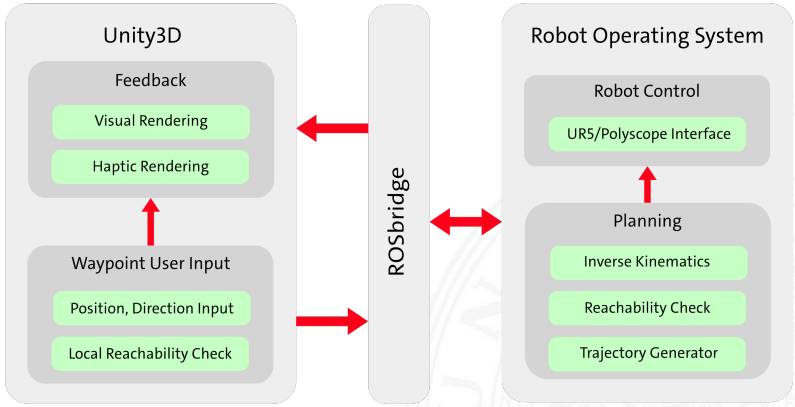 Unity3D
Feedback
Visual Rendering
Haptic Rendering
Waypoint User Input
Position, Direction Input
Local Reachability Check
ROSbridge
Robot Operating System
Robot Control
UR5/Polyscope Interface
Planning
Inverse Kinematics
Reachability Check
Trajectory Generator